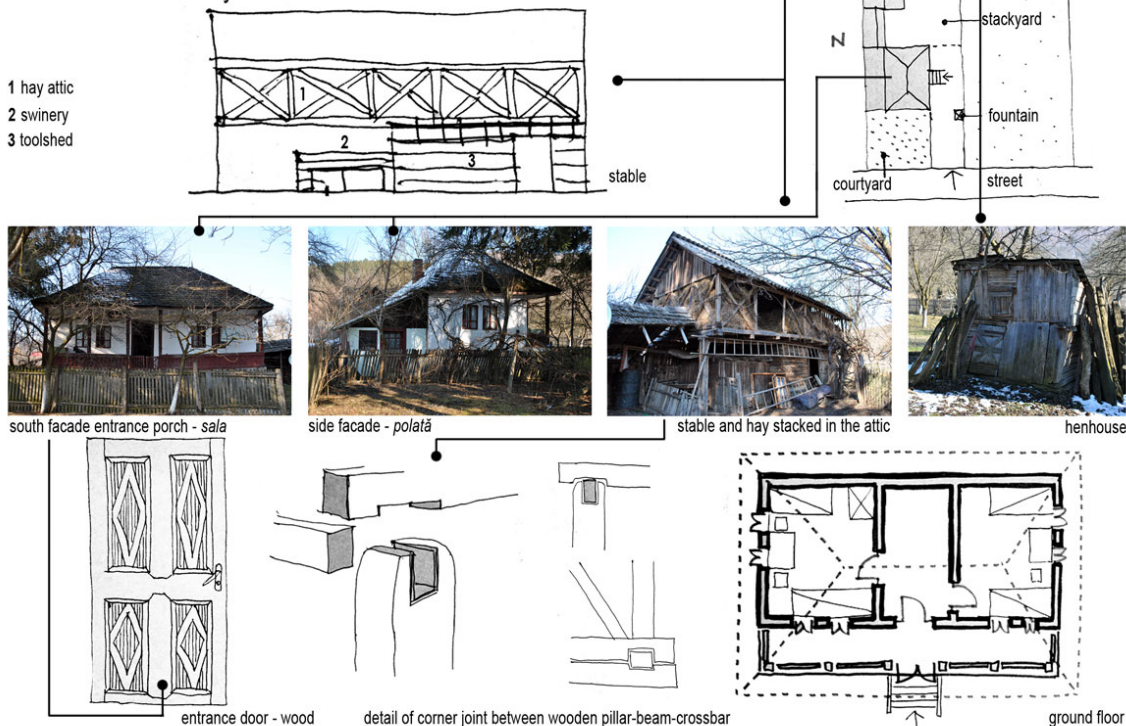 stackyard
N
1 hay attic
1
2 swinery
fountain
3 toolshed
2
3
stable
courtyard
street
south facade entrance porch - sala
side facade - polată
stable and hay stacked in the attic
henhouse
entrance door - wood
detail of corner joint between wooden pillar-beam-crossbar
ground floor